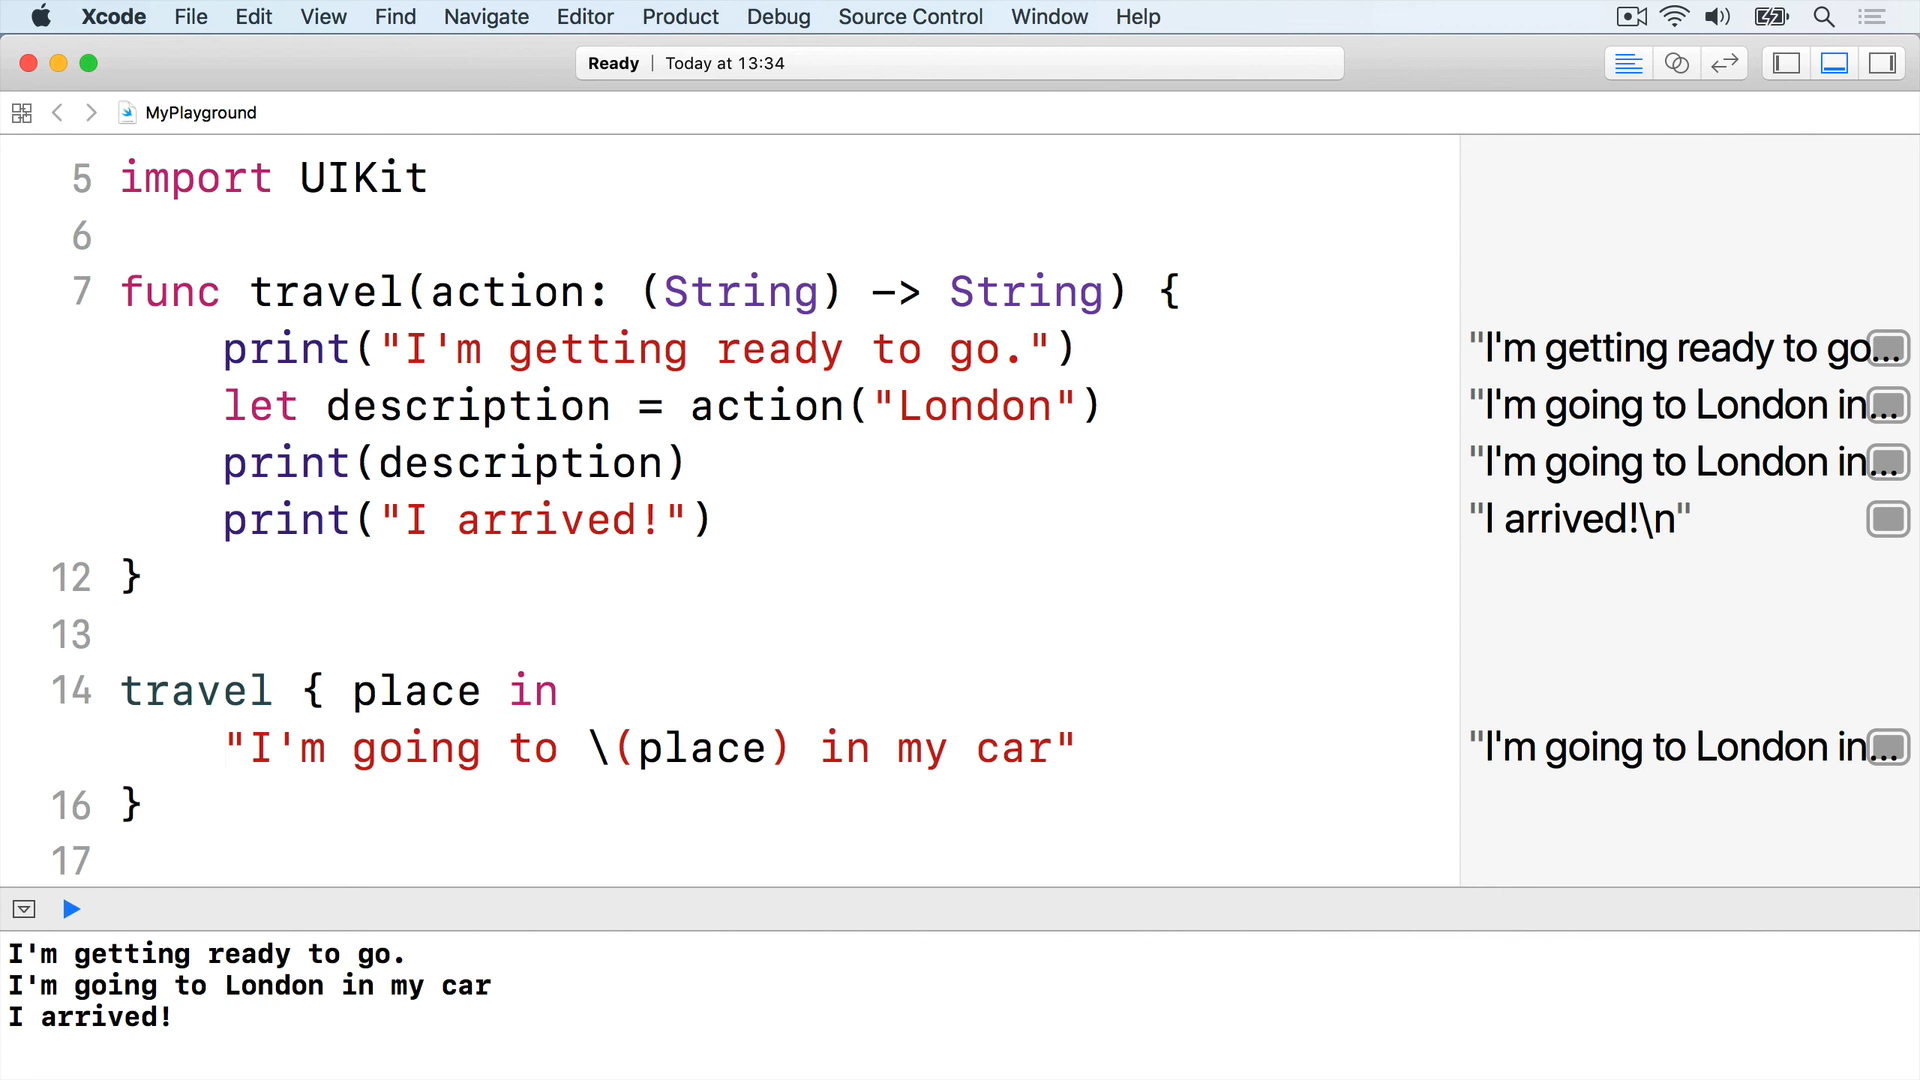 Xcode File Edit View Find Navigate Editor Product Debug Source Control Window Help
Ready | Today at 13:34
MyPlayground
5 import UIKit
6
7 func travel(action: (String) -> String) {
print("I'm getting ready to go.") "I'm getting ready to go...
let description = action("London") "I'm going to London in...
print(description) "I'm going to London in...
print("I arrived!") "I arrived!\n"
12 }
13
14 travel { place in
"I'm going to \(place) in my car" "I'm going to London in...
16 }
17
I'm getting ready to go.
I'm going to London in my car
I arrived!